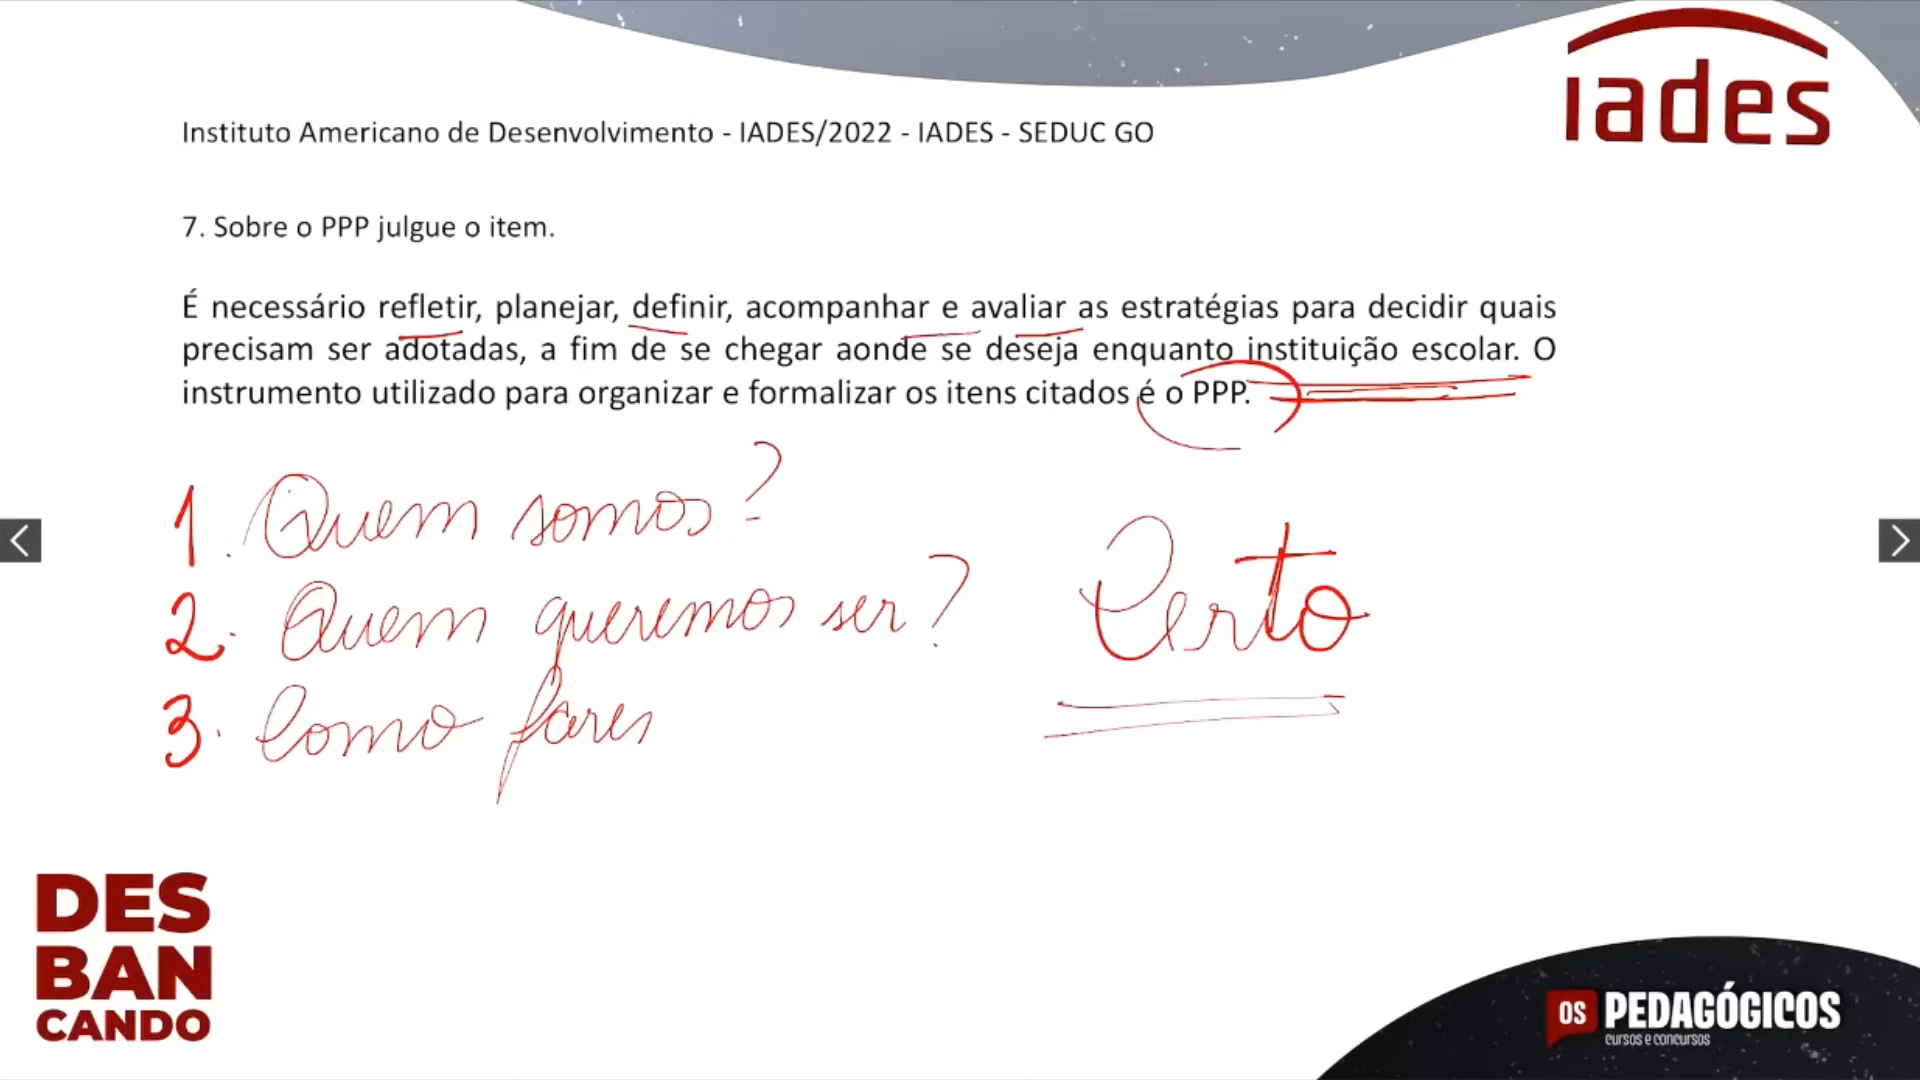 iades
Instituto Americano de Desenvolvimento - IADES/2022 - IADES - SEDUC GO
7. Sobre o PPP julgue o item.
É necessário refletir, planejar, definir, acompanhar e avaliar as estratégias para decidir quais
precisam ser adotadas, a fim de se chegar aonde se deseja enquanto instituição escolar. O
instrumento utilizado para organizar e formalizar os itens citados é o PPP.
1. Quem somos?
2. Quem queremos ser?
Certo
3. Como
DES
BAN
CANDO
OS PEDAGÓGICOS
cursos e concursos